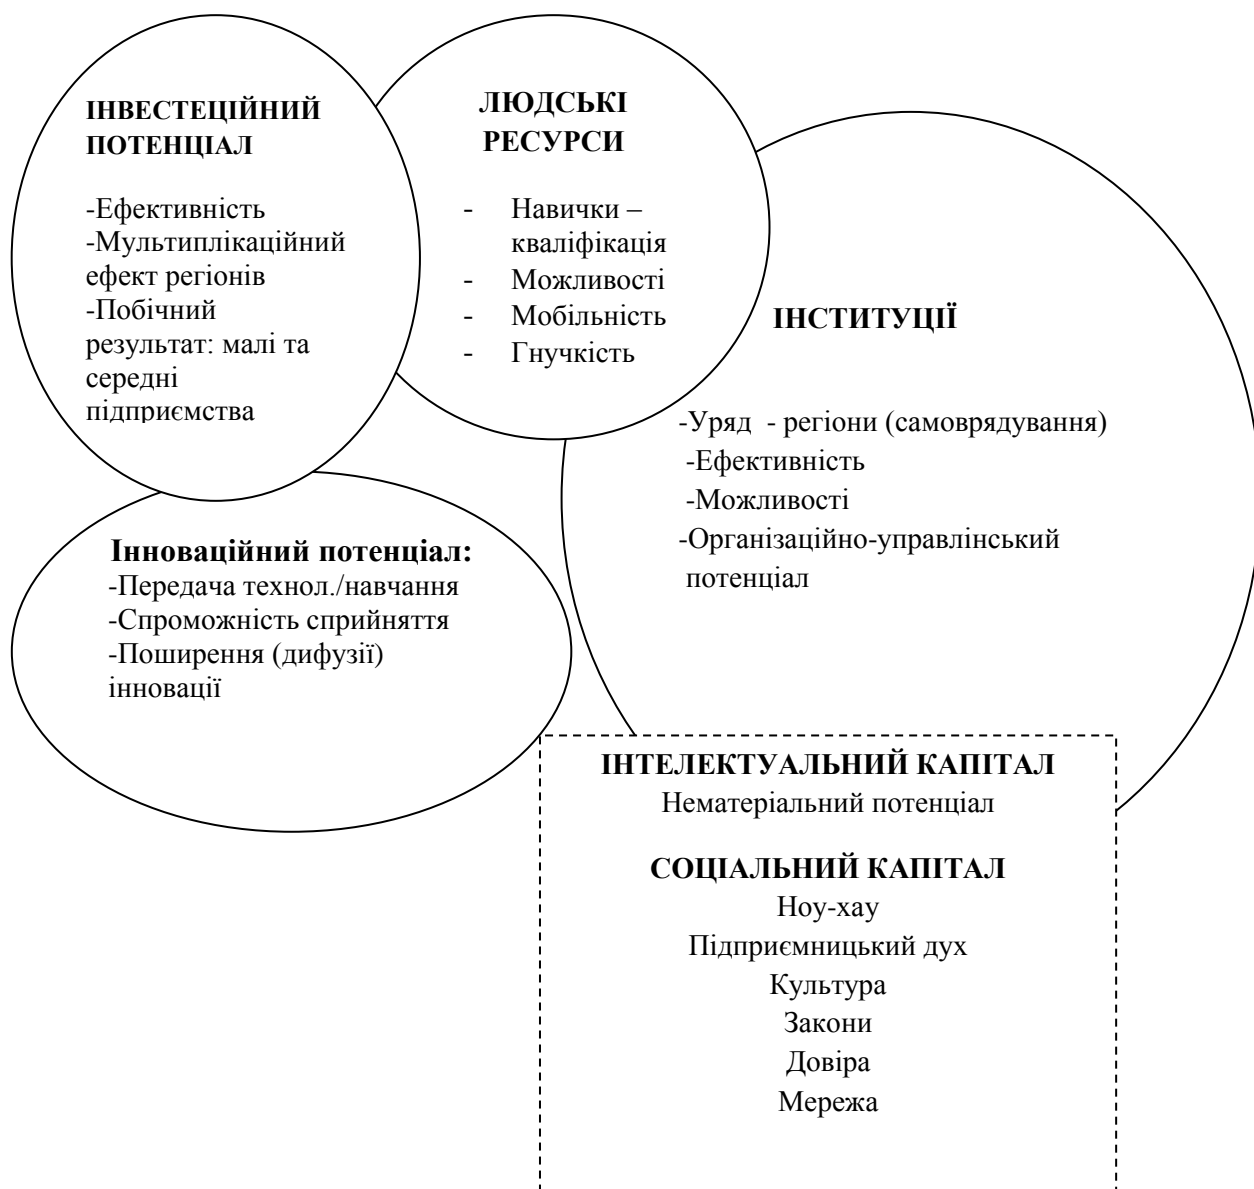 ІНВЕСТЕЦІЙНИЙ
ПОТЕНЦІАЛ
-Ефективність
-Мультиплікаційний
ефект регіонів
-Побічний
результат: малі та
середні
підприємства
ЛЮДСЬКІ
РЕСУРСИ
- Навички –
кваліфікація
- Можливості
- Мобільність
- Гнучкість
ІНСТИТУЦІЇ
-Уряд - регіони (самоврядування)
-Ефективність
-Можливості
-Організаційно-управлінський
потенціал
Інноваційний потенціал:
-Передача технол./навчання
-Спроможність сприйняття
-Поширення (дифузії)
інновації
ІНТЕЛЕКТУАЛЬНИЙ КАПІТАЛ
Нематеріальний потенціал
СОЦІАЛЬНИЙ КАПІТАЛ
Ноу-хау
Підприємницький дух
Культура
Закони
Довіра
Мережа